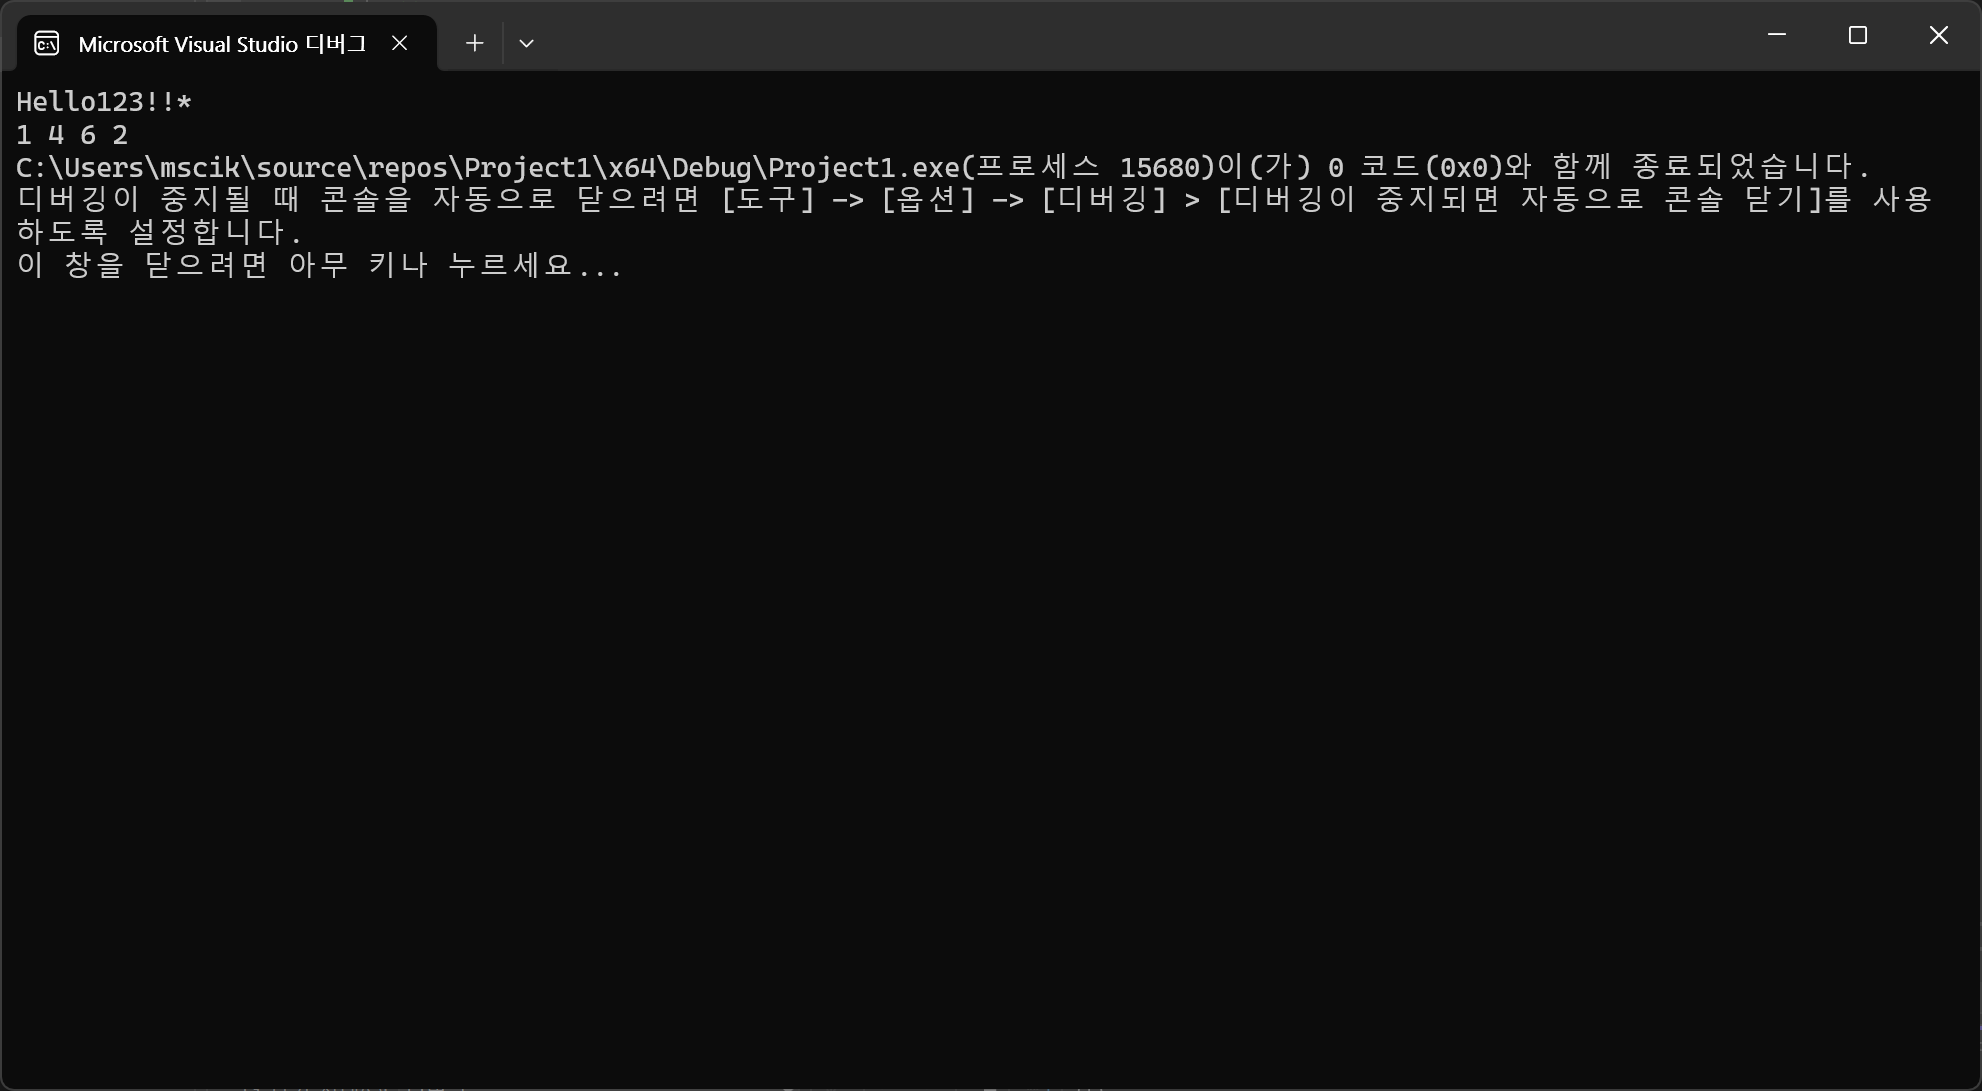 Microsoft Visual Studio 디버그
Hello123!!*
1 4 6 2
C:\Users\mscik\source\repos\Project1\x64\Debug\Project1.exe(프로세스 15680)이(가) 0 코드(0x0)와 함께 종료되었습니다.
디버깅이 중지될 때 콘솔을 자동으로 닫으려면 [도구] -> [옵션] -> [디버깅] > [디버깅이 중지되면 자동으로 콘솔 닫기]를 사용
하도록 설정합니다.
이 창을 닫으려면 아무 키나 누르세요...